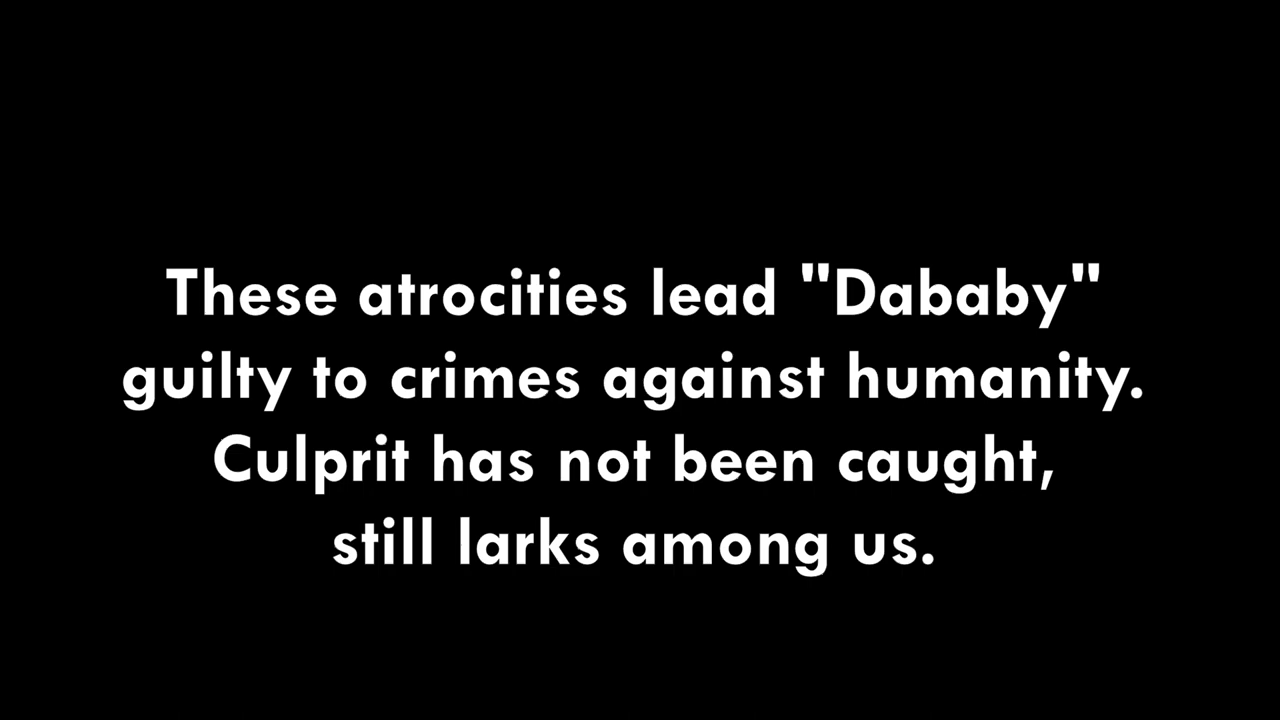 These atrocities lead "Dababy"
guilty to crimes against humanity.
Culprit has not been caught,
still larks among us.